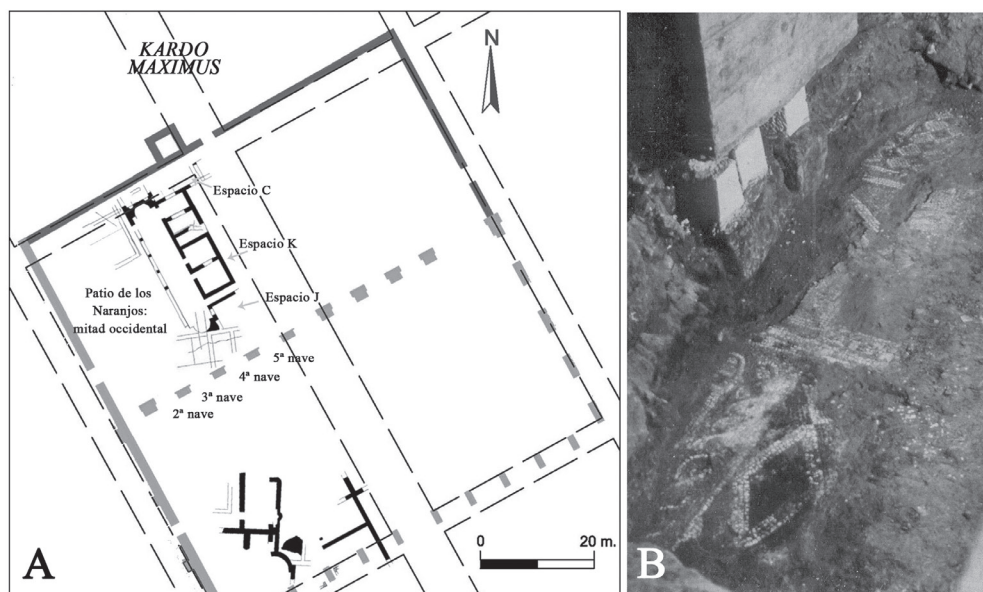 KARDO
MAXIMUS
N
Espacio C
Espacio K
Espacio J
Patio de los
Naranjos:
mitad occidental
5ª nave
4ª nave
3ª nave
2ª nave
0
20 m.
A
B